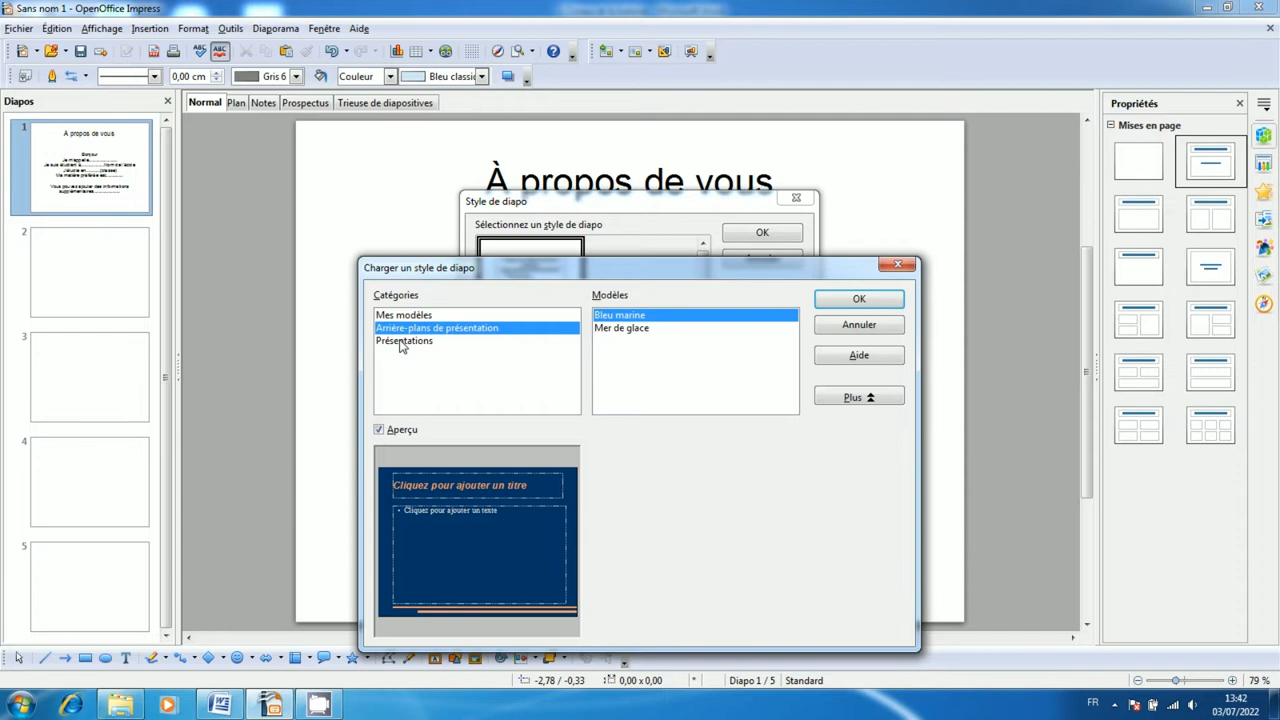 Sans nom 1 - OpenOffice Impress
Fichier Édition Affichage Insertion Format Outils Diaporama Fenêtre Aide
0,00 cm Gris 6 Couleur Bleu classic
Diapos
Normal Plan Notes Prospectus Trieuse de diapositives
Propriétés
Mises en page
1
À propos de vous
Bonjour
2
3
4
5
À propos de vous
Style de diapo
Sélectionnez un style de diapo
OK
Charger un style de diapo
Catégories
Mes modèles
Arrière-plans de présentation
Présentations
Modèles
Bleu marine
Mer de glace
OK
Annuler
Aide
Plus
Aperçu
Cliquez pour ajouter un titre
• Cliquez pour ajouter un texte
-2,78 / -0,33 0,00 x 0,00 * Diapo 1 / 5 Standard 79 %
FR 13:42
03/07/2022